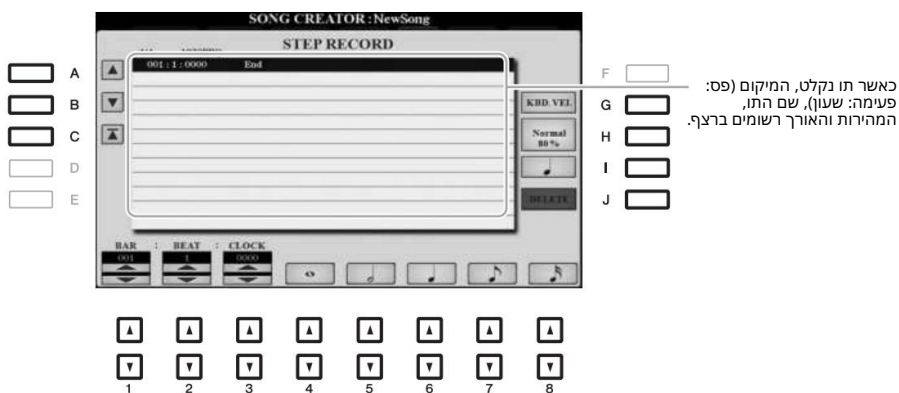 SONG CREATOR : NewSong
STEP RECORD
001 : 1 : 0000 End
A
B
C
D
E
F
G
H
I
J
KBD. VEL
Normal
80 %
DELETE
כאשר תו נקלט, המיקום (פס:
פעימה: שעון), שם התו,
המהירות והאורך רשומים ברצף.
BAR : BEAT : CLOCK
001 1 0000
1 2 3 4 5 6 7 8